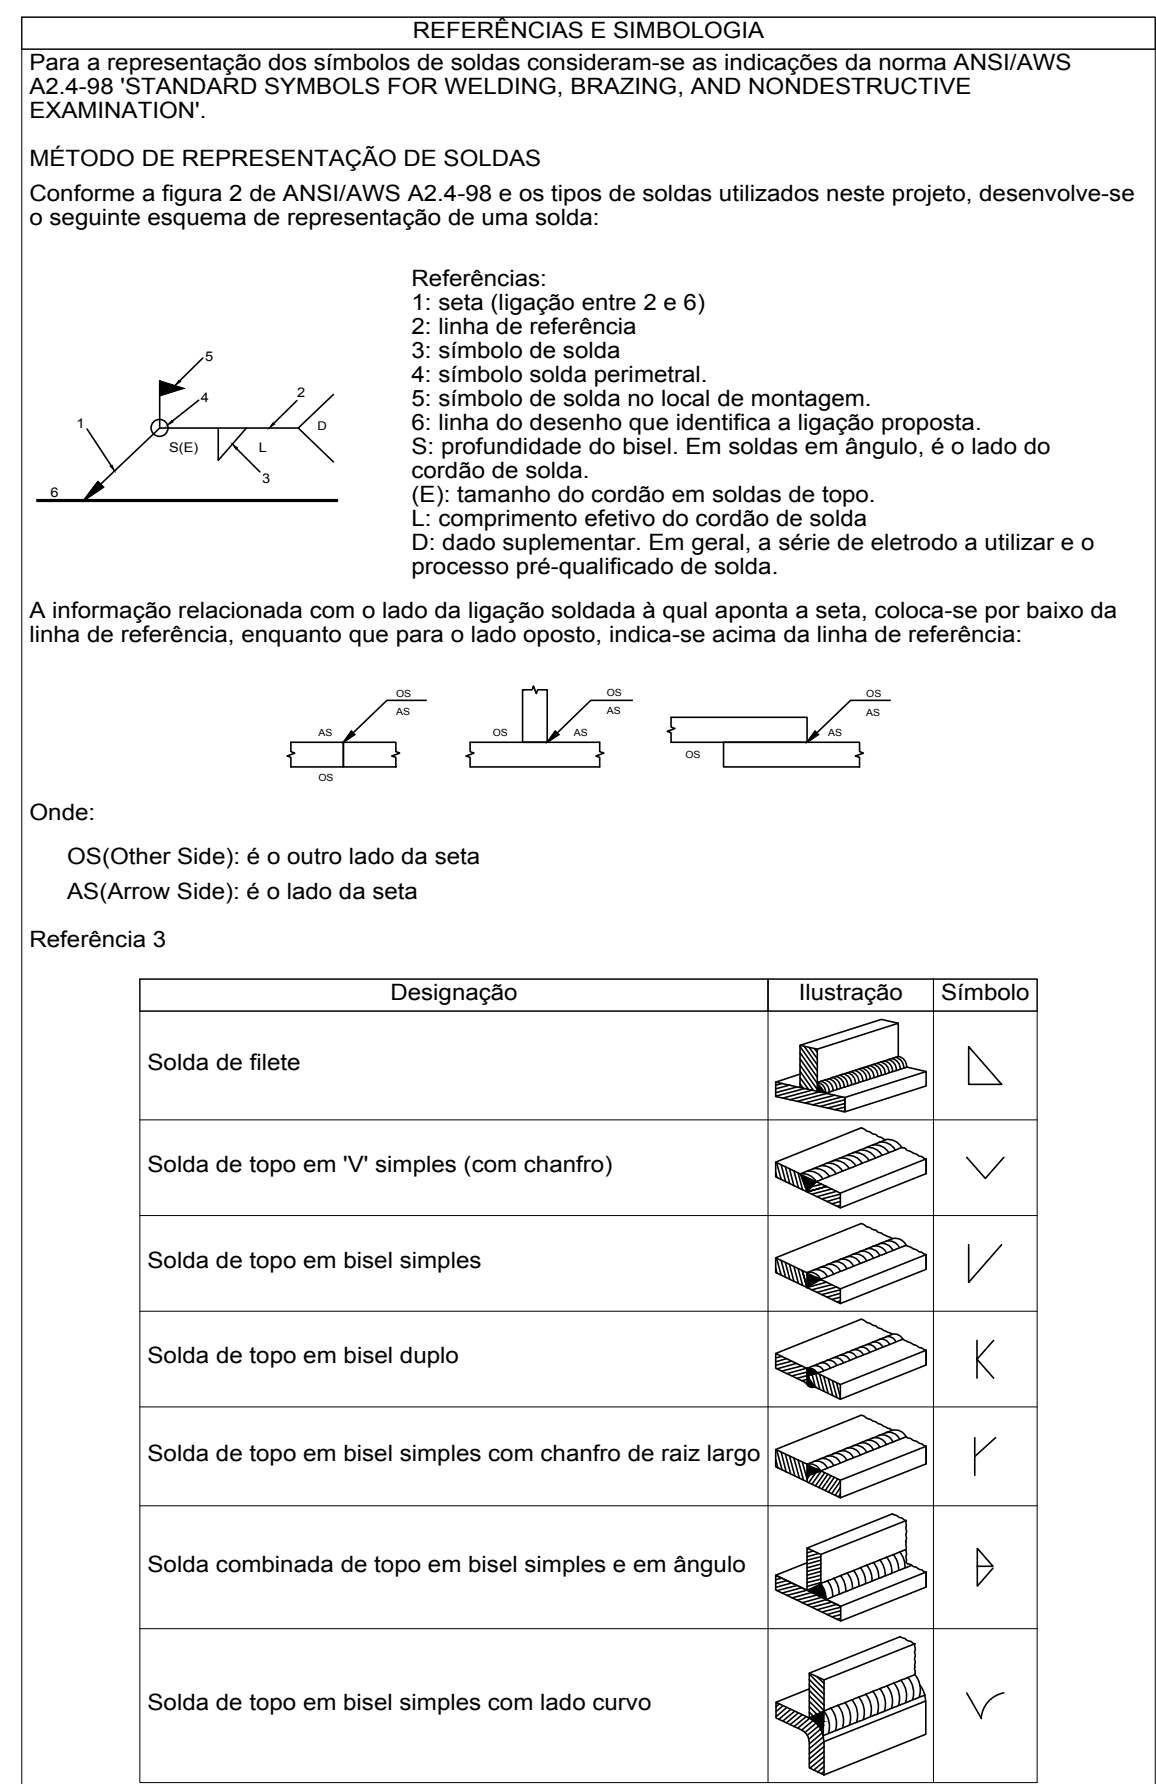 REFERÊNCIAS E SIMBOLOGIA
Para a representação dos símbolos de soldas consideram-se as indicações da norma ANSI/AWS
A2.4-98 'STANDARD SYMBOLS FOR WELDING, BRAZING, AND NONDESTRUCTIVE
EXAMINATION'.
MÉTODO DE REPRESENTAÇÃO DE SOLDAS
Conforme a figura 2 de ANSI/AWS A2.4-98 e os tipos de soldas utilizados neste projeto, desenvolve-se
o seguinte esquema de representação de uma solda:
5
4
2
1
D
S(E)
L
3
6
Referências:
1: seta (ligação entre 2 e 6)
2: linha de referência
3: símbolo de solda
4: símbolo solda perimetral.
5: símbolo de solda no local de montagem.
6: linha do desenho que identifica a ligação proposta.
S: profundidade do bisel. Em soldas em ângulo, é o lado do
cordão de solda.
(E): tamanho do cordão em soldas de topo.
L: comprimento efetivo do cordão de solda
D: dado suplementar. Em geral, a série de eletrodo a utilizar e o
processo pré-qualificado de solda.
A informação relacionada com o lado da ligação soldada à qual aponta a seta, coloca-se por baixo da
linha de referência, enquanto que para o lado oposto, indica-se acima da linha de referência:
OS
AS
AS
OS
OS
AS
OS
AS
OS
AS
AS
OS
Onde:
OS(Other Side): é o outro lado da seta
AS(Arrow Side): é o lado da seta
Referência 3
Designação Ilustração Símbolo
Solda de filete
Solda de topo em 'V' simples (com chanfro)
Solda de topo em bisel simples
Solda de topo em bisel duplo
Solda de topo em bisel simples com chanfro de raiz largo
Solda combinada de topo em bisel simples e em ângulo
Solda de topo em bisel simples com lado curvo